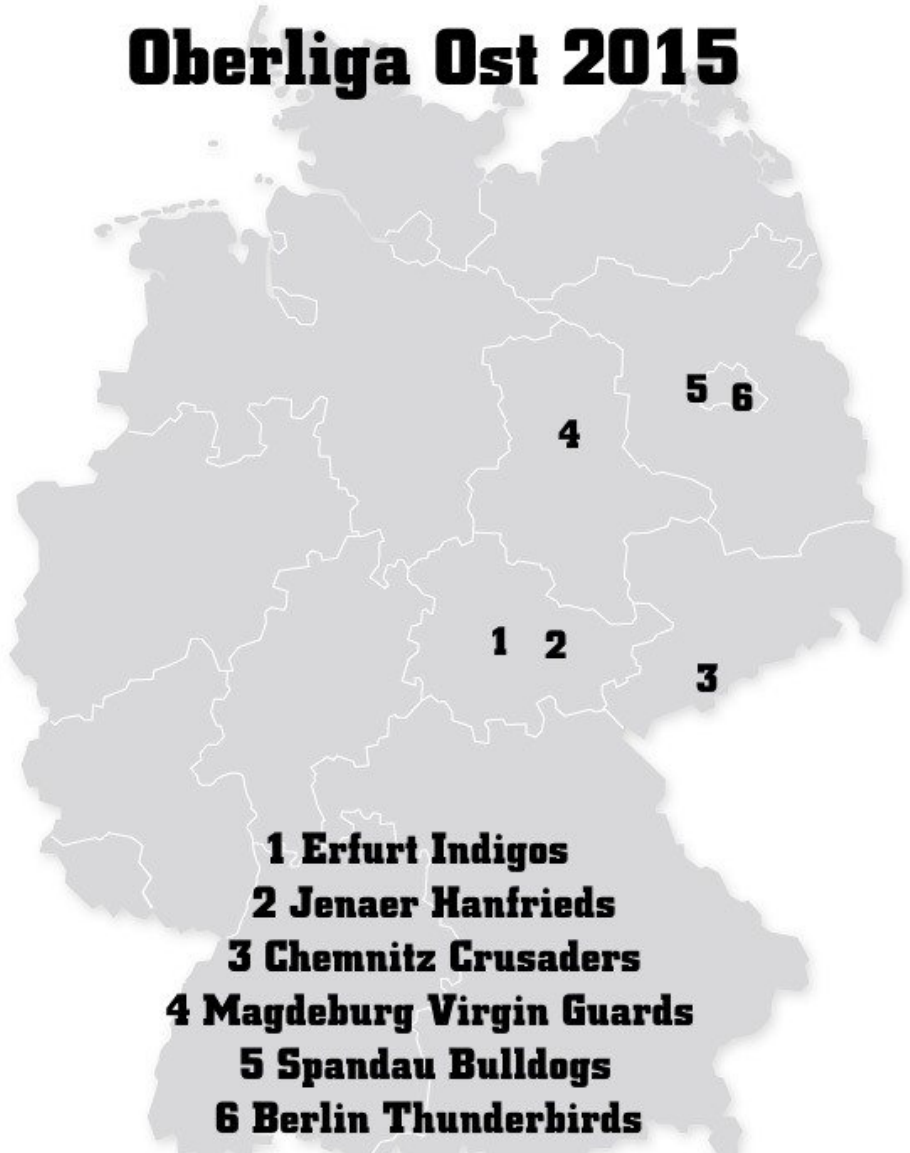 Oberliga Ost 2015
5 6
4
1 2
3
1 Erfurt Indigos
2 Jenaer Hanfrieds
3 Chemnitz Crusaders
4 Magdeburg Virgin Guards
5 Spandau Bulldogs
6 Berlin Thunderbirds